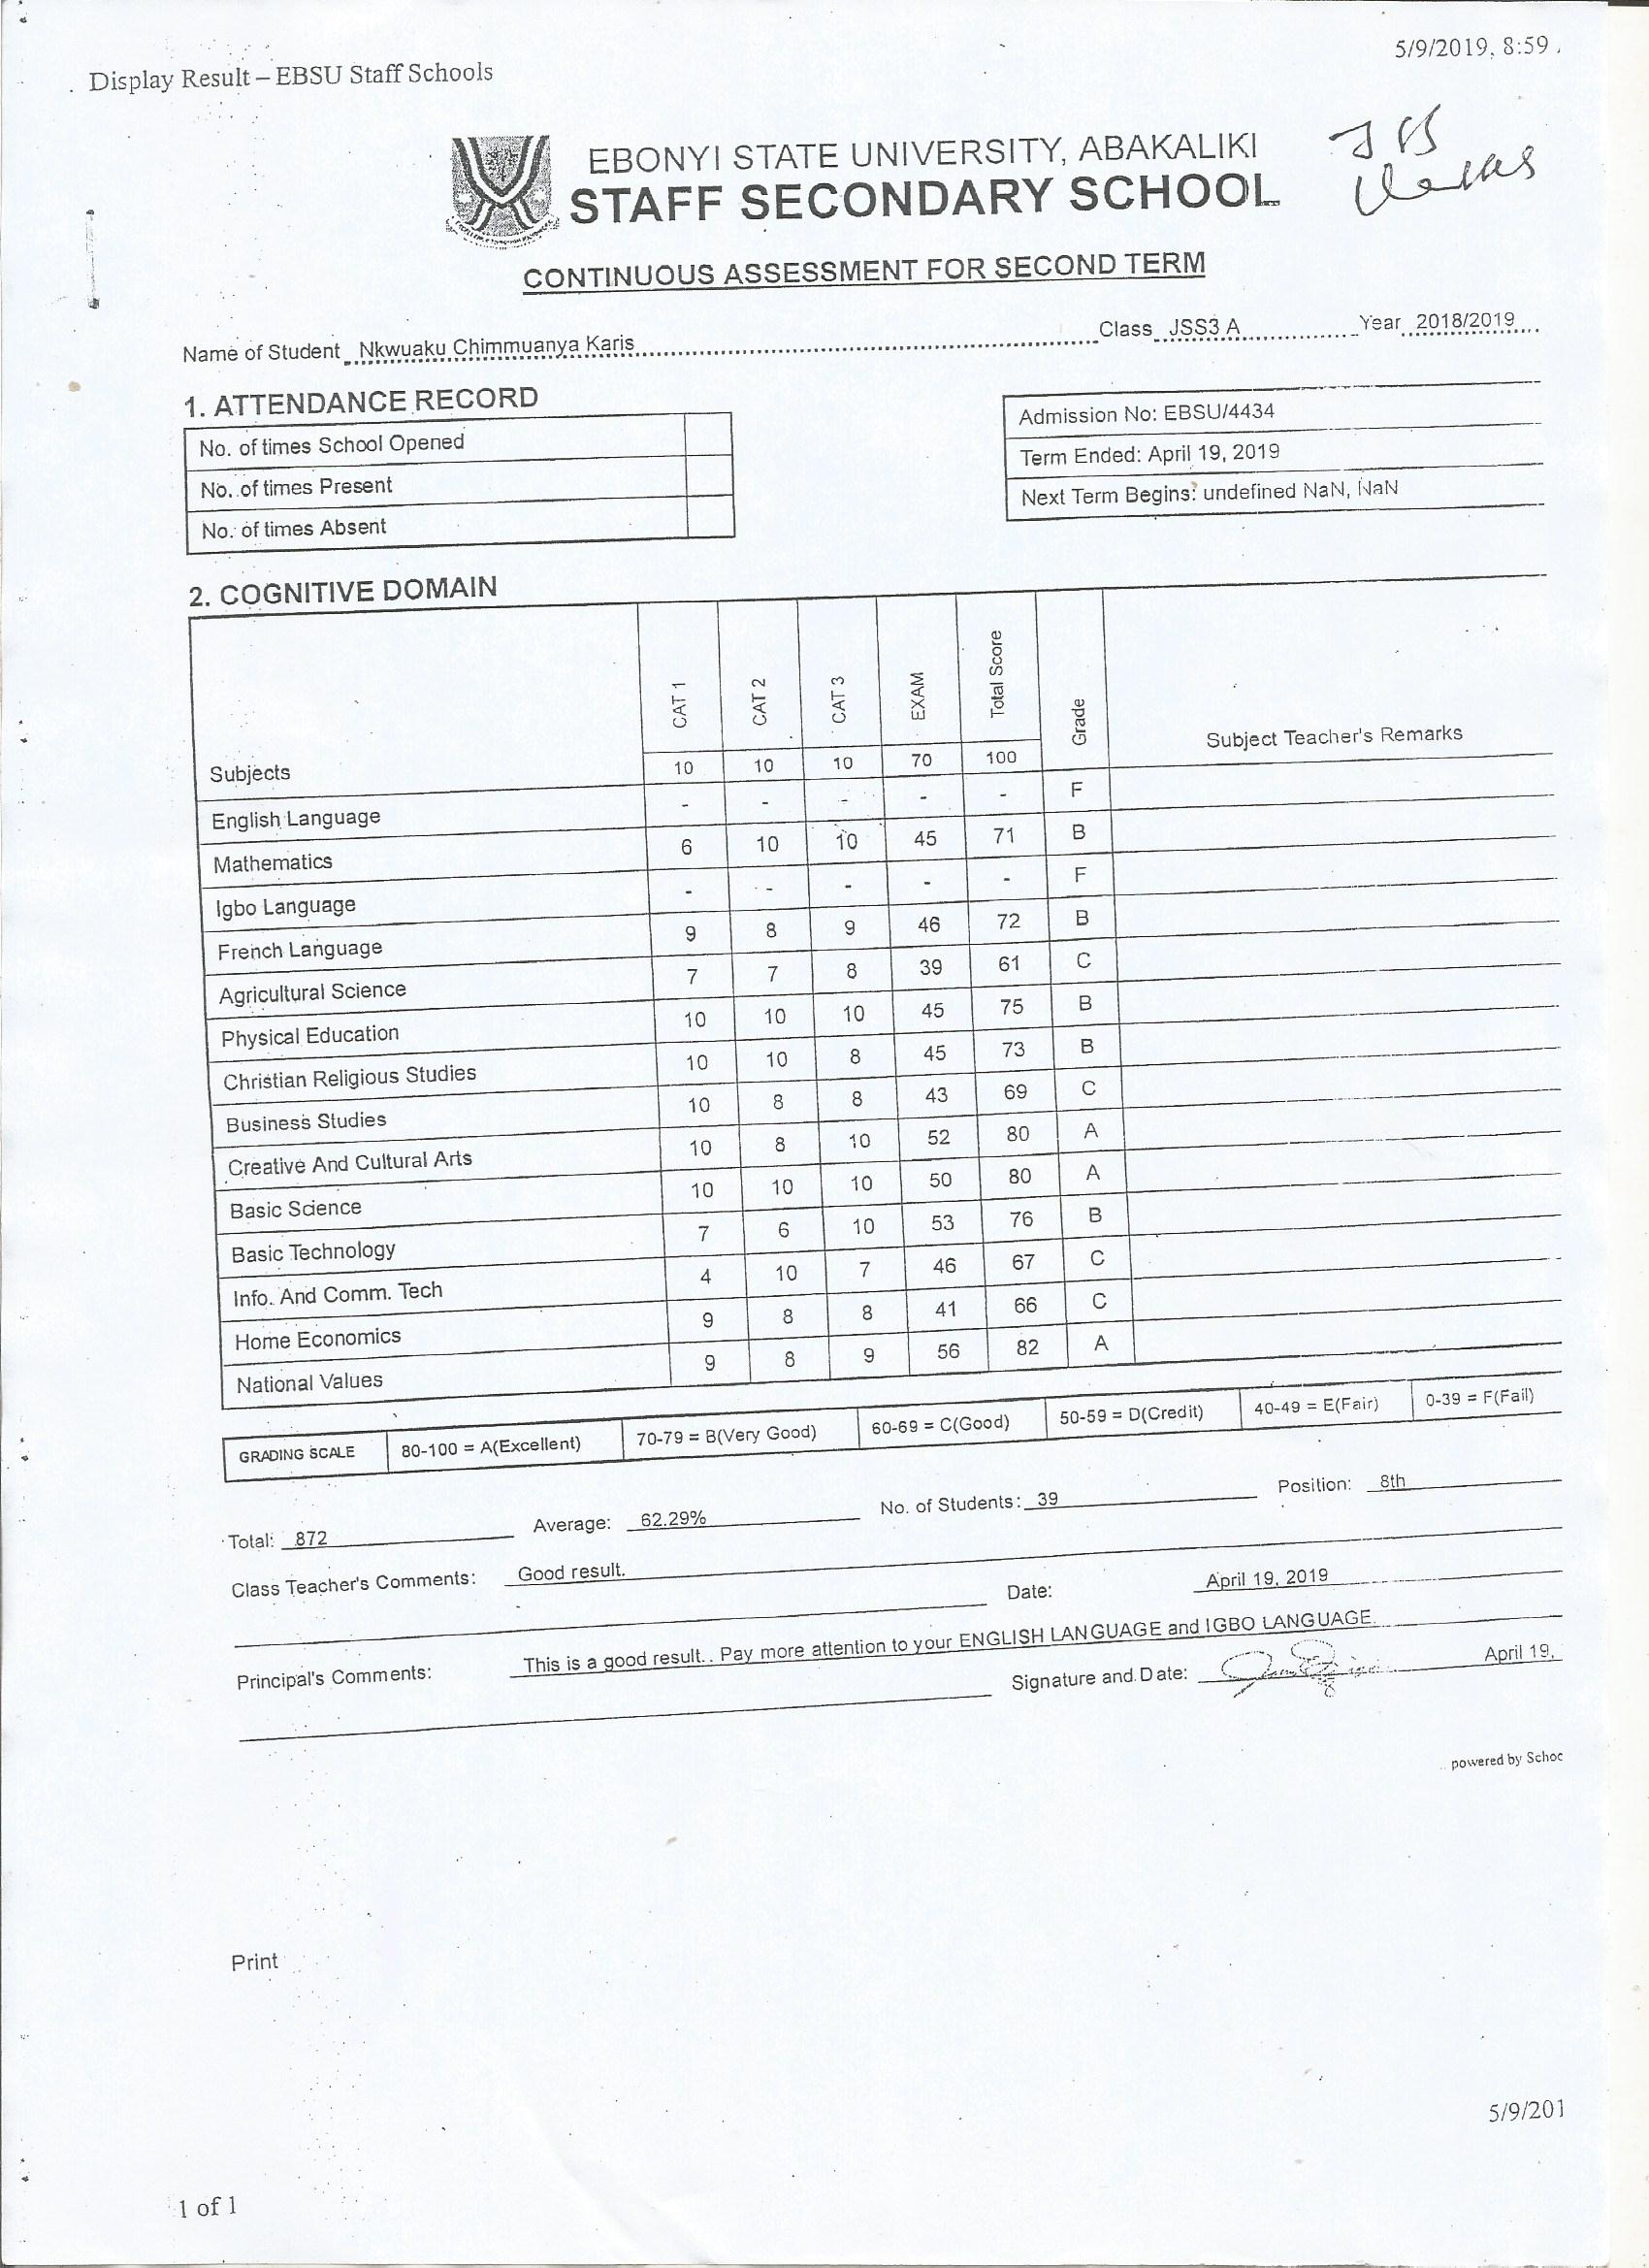 5/9/2019, 8:59
Display Result – EBSU Staff Schools
EBONYI STATE UNIVERSITY, ABAKALIKI
STAFF SECONDARY SCHOOL
CONTINUOUS ASSESSMENT FOR SECOND TERM
Name of Student Nkwuaku Chimmuanya Karis Class JSS3 A Year 2018/2019
1. ATTENDANCE RECORD
No. of times School Opened
No. of times Present
No. of times Absent
Admission No: EBSU/4434
Term Ended: April 19, 2019
Next Term Begins: undefined NaN, NaN
2. COGNITIVE DOMAIN
Subjects CAT 1 CAT 2 CAT 3 EXAM Total Score Grade Subject Teacher's Remarks
10 10 10 70 100
English Language - - - - - F
Mathematics 6 10 10 45 71 B
Igbo Language - - - - - F
French Language 9 8 9 46 72 B
Agricultural Science 7 7 8 39 61 C
Physical Education 10 10 10 45 75 B
Christian Religious Studies 10 10 8 45 73 B
Business Studies 10 8 8 43 69 C
Creative And Cultural Arts 10 8 10 52 80 A
Basic Science 10 10 10 50 80 A
Basic Technology 7 6 10 53 76 B
Info. And Comm. Tech 4 10 7 46 67 C
Home Economics 9 8 8 41 66 C
National Values 9 8 9 56 82 A
GRADING SCALE 80-100 = A(Excellent) 70-79 = B(Very Good) 60-69 = C(Good) 50-59 = D(Credit) 40-49 = E(Fair) 0-39 = F(Fail)
Total: 872 Average: 62.29% No. of Students: 39 Position: 8th
Class Teacher's Comments: Good result.
Date: April 19, 2019
Principal's Comments: This is a good result.. Pay more attention to your ENGLISH LANGUAGE and IGBO LANGUAGE.
Signature and Date: April 19,
powered by Schoc
Print
5/9/201
1 of 1